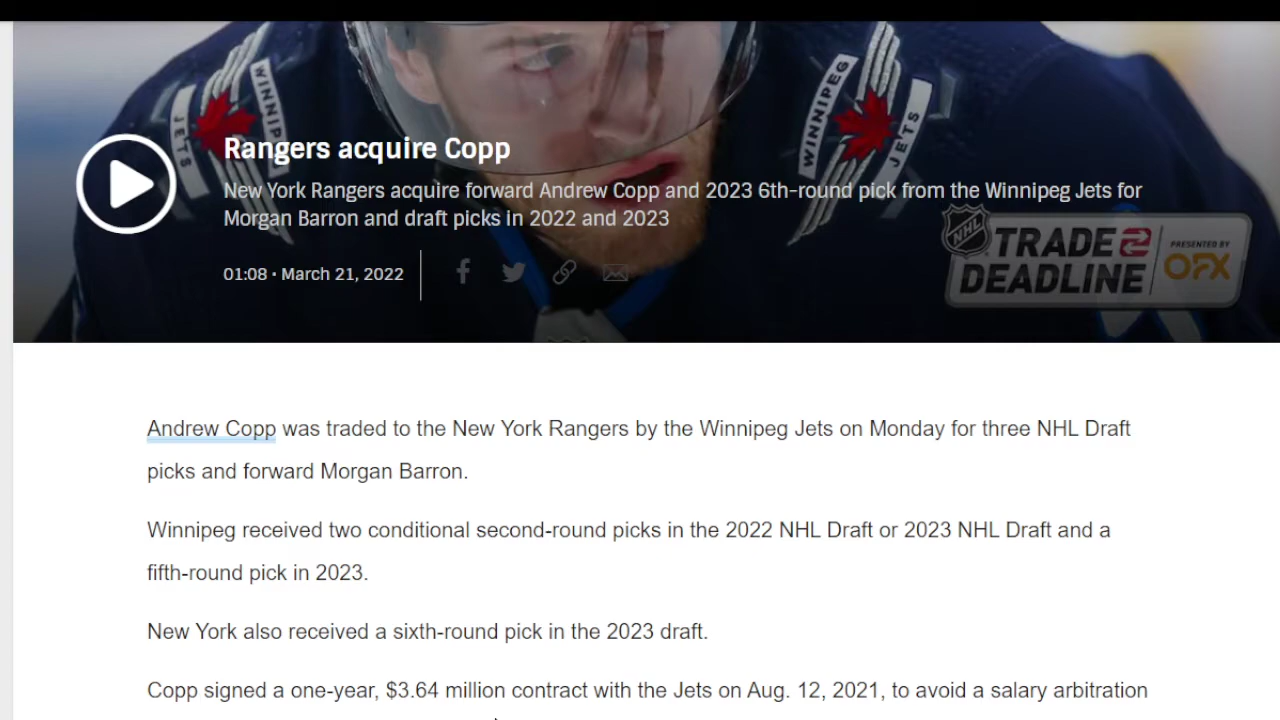 JETS
WINNIPEG
WINNIPEG
JETS
Rangers acquire Copp
New York Rangers acquire forward Andrew Copp and 2023 6th-round pick from the Winnipeg Jets for
Morgan Barron and draft picks in 2022 and 2023
NHL
TRADE
DEADLINE
PRESENTED BY
OFX
01:08 · March 21, 2022
Andrew Copp was traded to the New York Rangers by the Winnipeg Jets on Monday for three NHL Draft
picks and forward Morgan Barron.
Winnipeg received two conditional second-round picks in the 2022 NHL Draft or 2023 NHL Draft and a
fifth-round pick in 2023.
New York also received a sixth-round pick in the 2023 draft.
Copp signed a one-year, $3.64 million contract with the Jets on Aug. 12, 2021, to avoid a salary arbitration